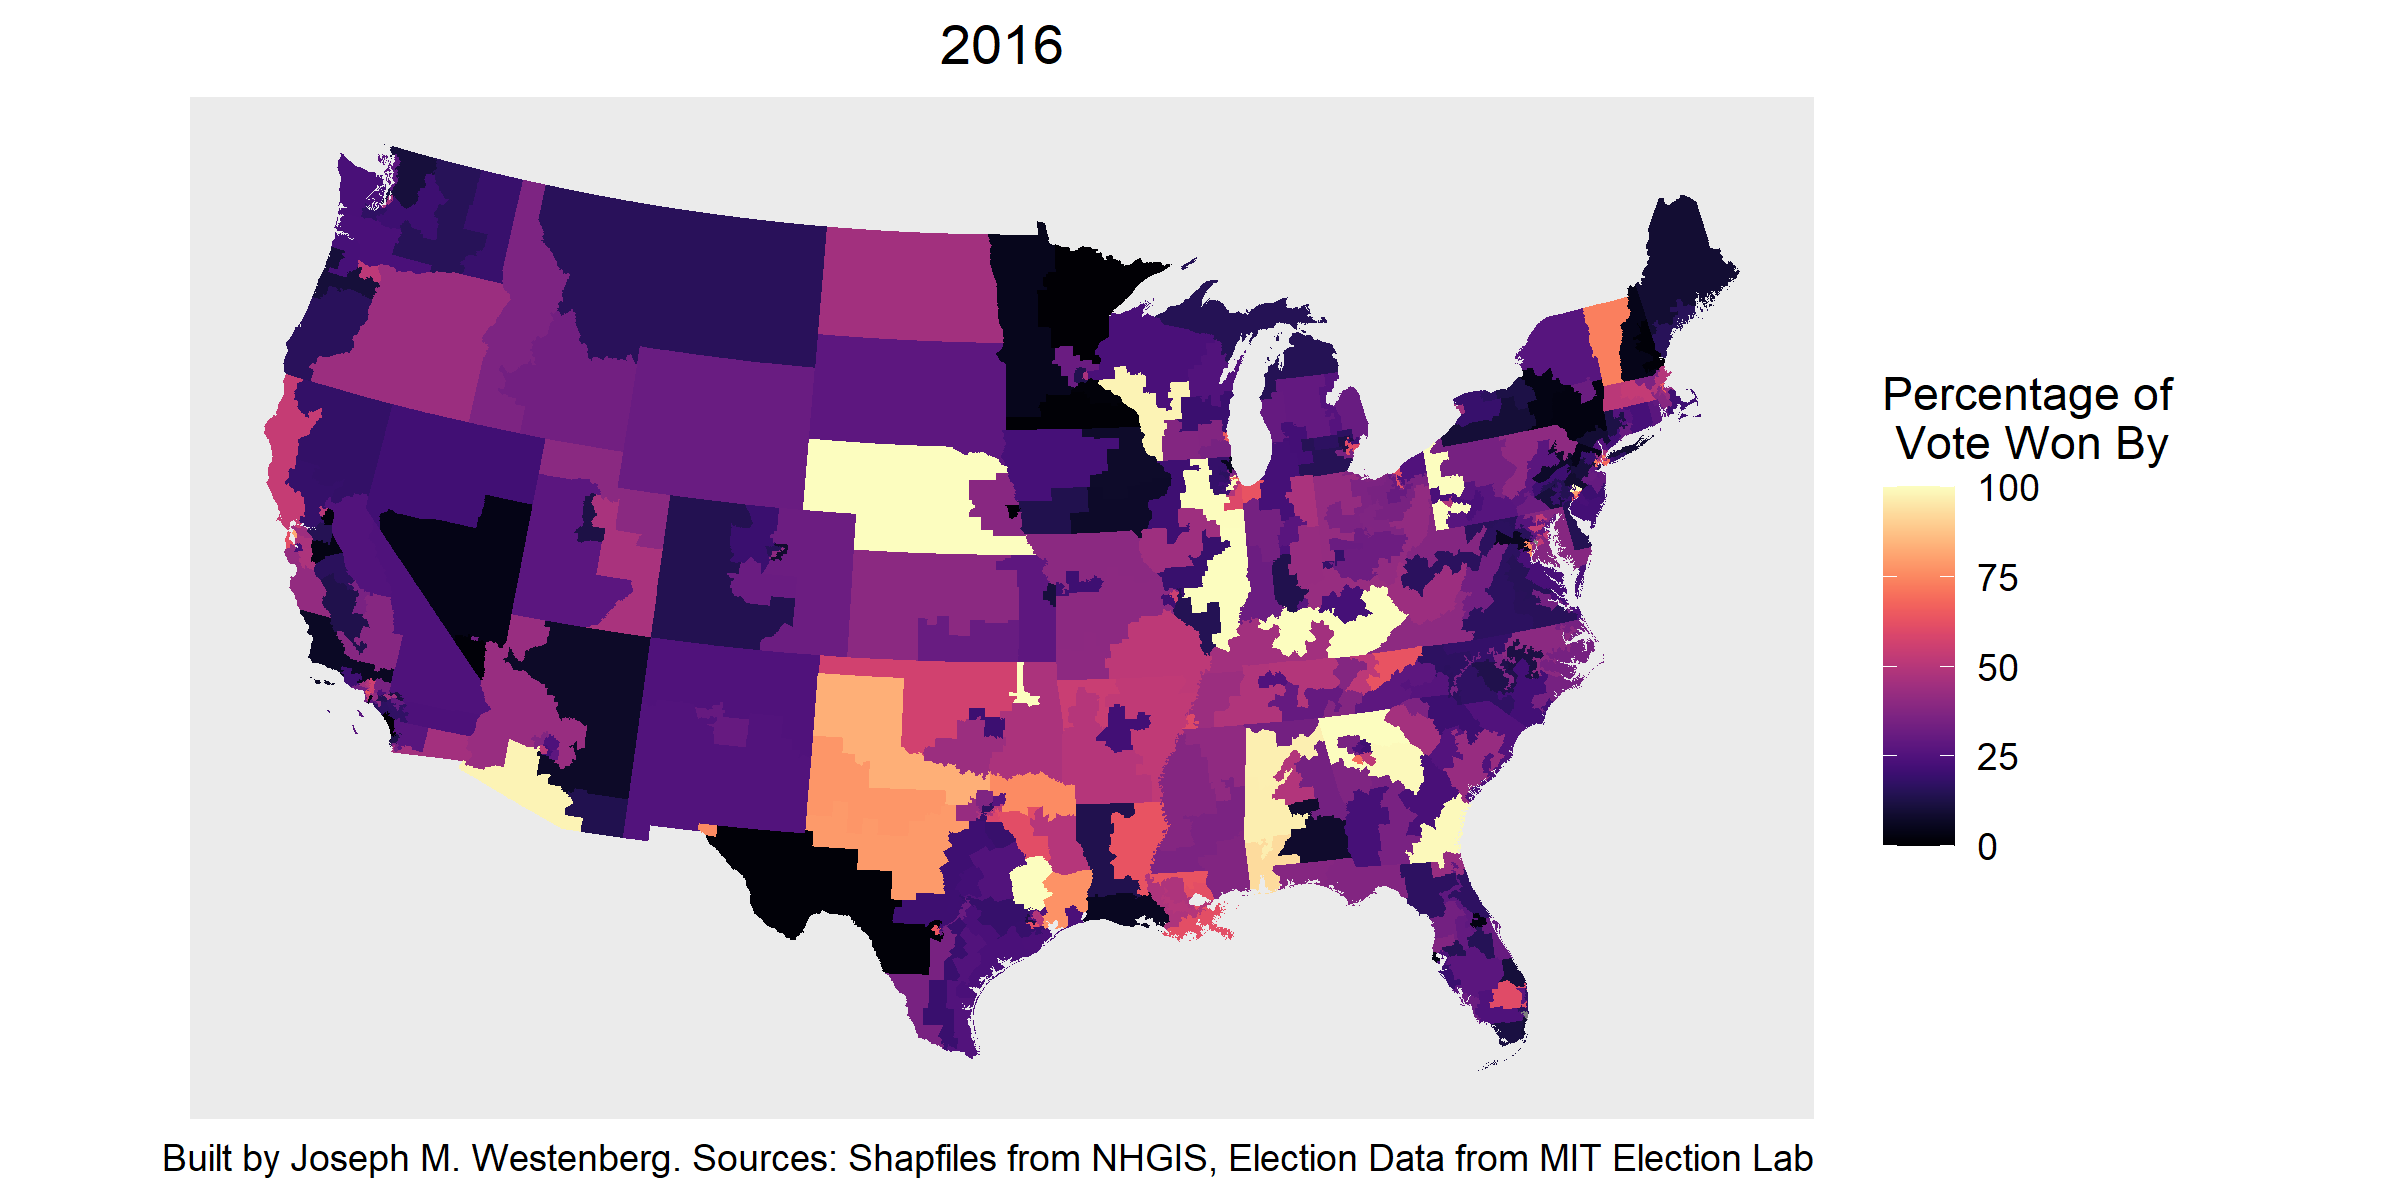 2016
Percentage of
Vote Won By
100
75
50
25
0
Built by Joseph M. Westenberg. Sources: Shapfiles from NHGIS, Election Data from MIT Election Lab